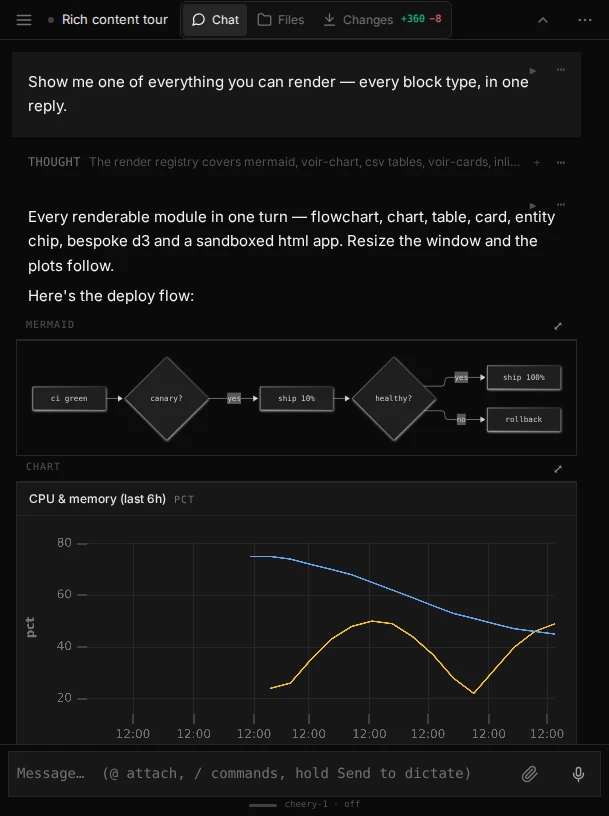 Rich content tour Chat Files Changes +360 −8
Show me one of everything you can render — every block type, in one
reply.
THOUGHT The render registry covers mermaid, voir-chart, csv tables, voir-cards, inli...
Every renderable module in one turn — flowchart, chart, table, card, entity
chip, bespoke d3 and a sandboxed html app. Resize the window and the
plots follow.
Here's the deploy flow:
MERMAID
ci green canary? yes ship 10% healthy? yes ship 100%
no rollback
CHART
CPU & memory (last 6h) PCT
80
60
40
20
pct
12:00 12:00 12:00 12:00 12:00 12:00 12:00 12:00
Message… (@ attach, / commands, hold Send to dictate)
cheery-1 · off